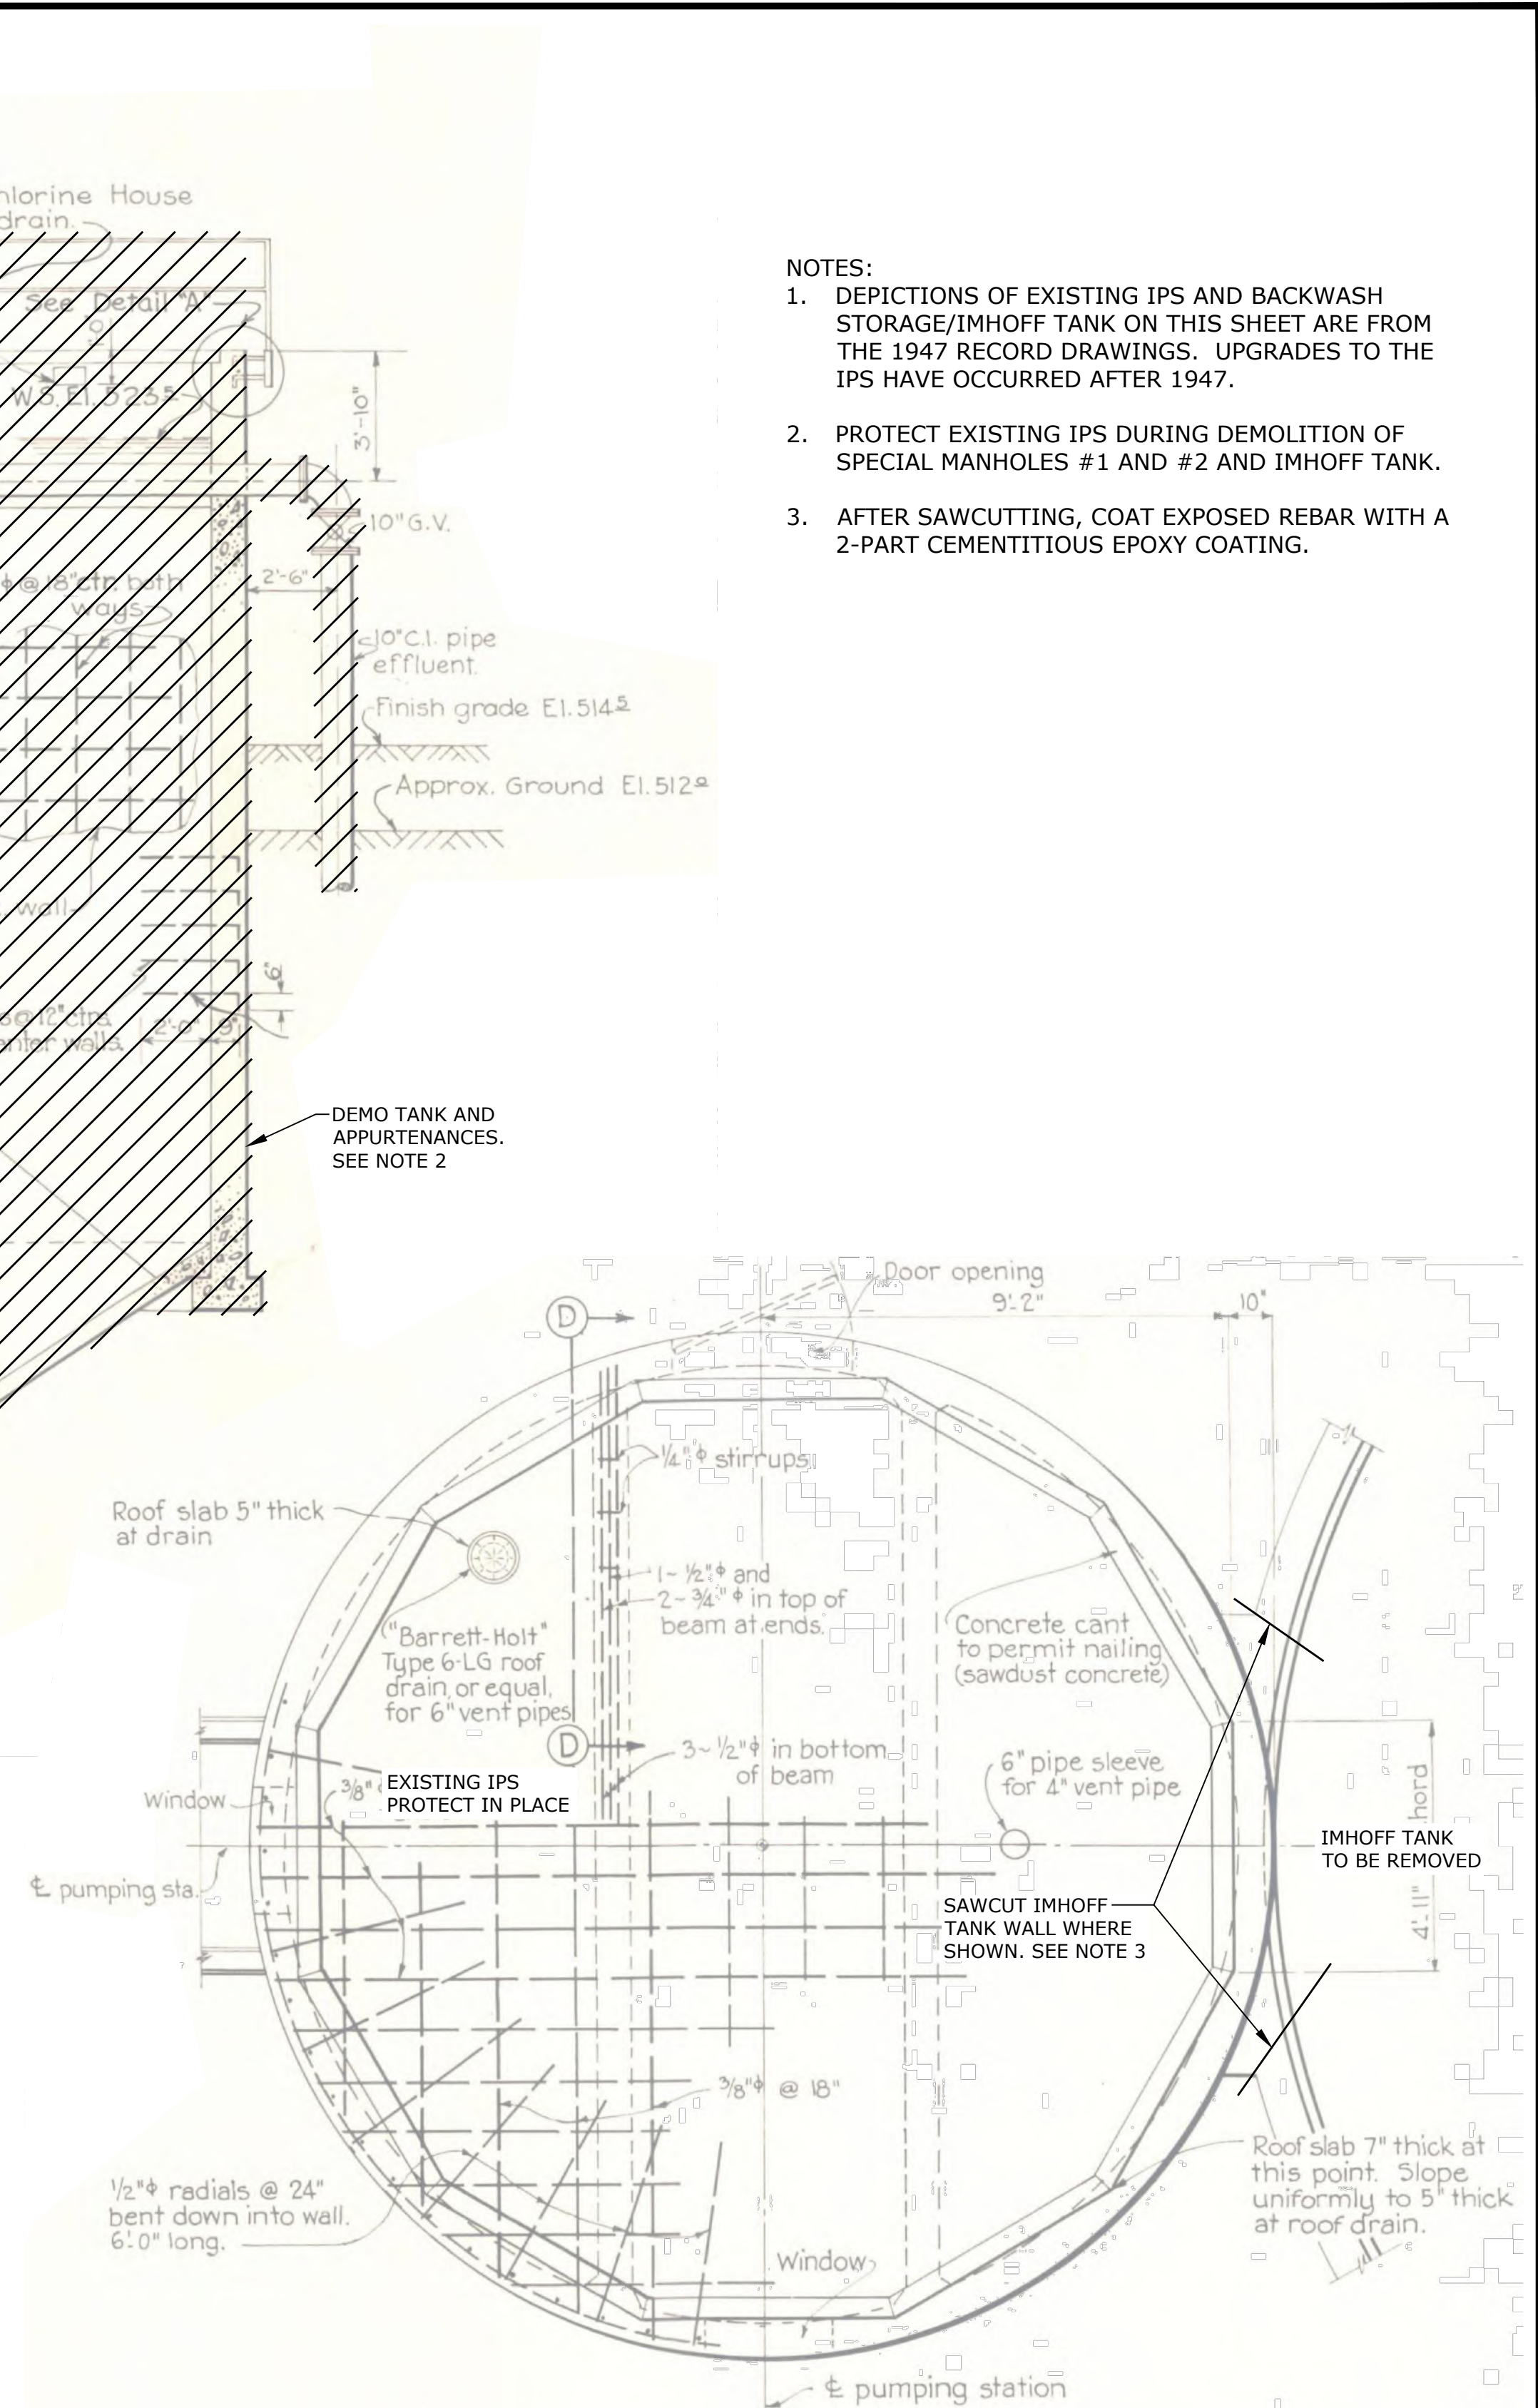 hlorine House
drain.
See Detail "A"
W.S. El. 523.5
3'-10"
10" G.V.
2'-6"
ϕ @ 18" ctr. both
ways
10" C.I. pipe
effluent.
Finish grade El. 514.5
Approx. Ground El. 512.0
wall
6"
s @ 12" ctrs.
enter walls.
2'-0" 9"
DEMO TANK AND
APPURTENANCES.
SEE NOTE 2
NOTES:
1. DEPICTIONS OF EXISTING IPS AND BACKWASH
STORAGE/IMHOFF TANK ON THIS SHEET ARE FROM
THE 1947 RECORD DRAWINGS. UPGRADES TO THE
IPS HAVE OCCURRED AFTER 1947.
2. PROTECT EXISTING IPS DURING DEMOLITION OF
SPECIAL MANHOLES #1 AND #2 AND IMHOFF TANK.
3. AFTER SAWCUTTING, COAT EXPOSED REBAR WITH A
2-PART CEMENTITIOUS EPOXY COATING.
Door opening
9'-2" 10"
D
1/4"ϕ stirrups
Roof slab 5" thick
at drain
1~1/2"ϕ and
2~3/4"ϕ in top of
beam at ends.
"Barrett-Holt"
Type 6-LG roof
drain, or equal,
for 6" vent pipes
Concrete cant
to permit nailing
(sawdust concrete)
D
3~1/2"ϕ in bottom
of beam
6" pipe sleeve
for 4" vent pipe
Window
3/8"
EXISTING IPS
PROTECT IN PLACE
4'-11" chord
IMHOFF TANK
TO BE REMOVED
℄ pumping sta.
SAWCUT IMHOFF
TANK WALL WHERE
SHOWN. SEE NOTE 3
3/8"ϕ @ 18"
1/2"ϕ radials @ 24"
bent down into wall.
6'-0" long.
Roof slab 7" thick at
this point. Slope
uniformly to 5" thick
at roof drain.
Window
℄ pumping station